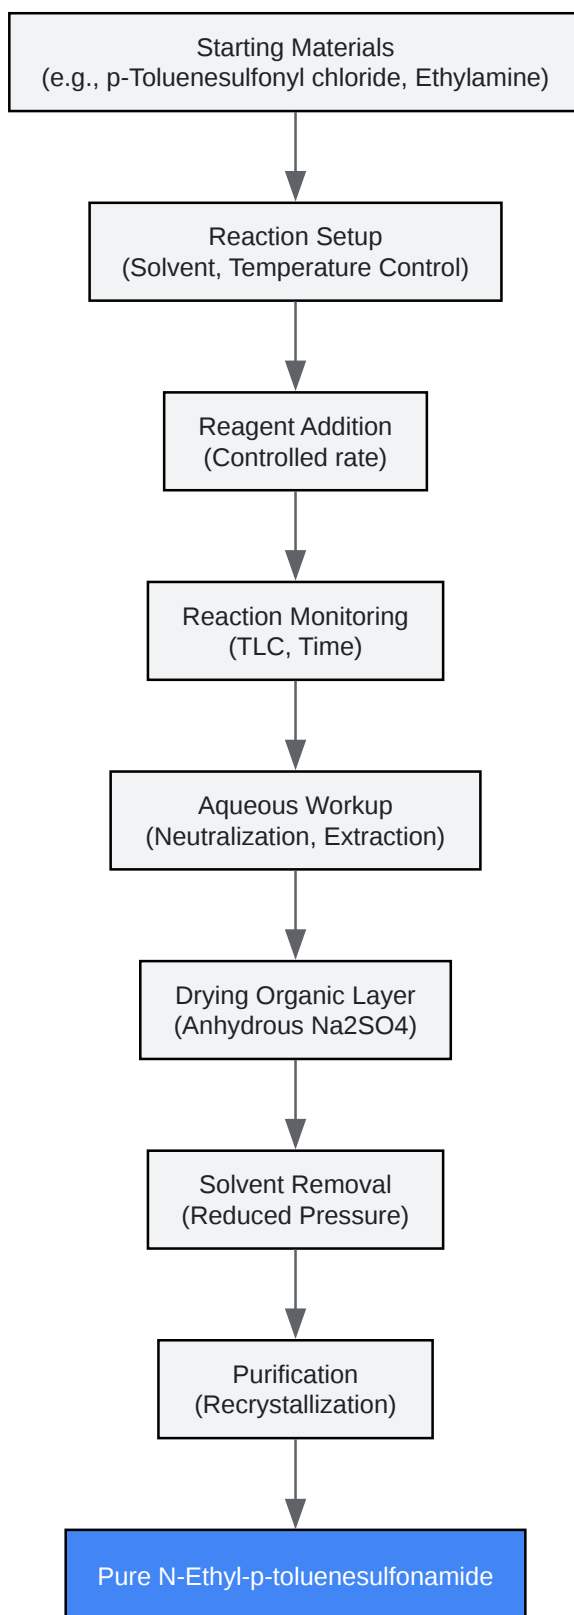 Starting Materials
(e.g., p-Toluenesulfonyl chloride, Ethylamine)
Reaction Setup
(Solvent, Temperature Control)
Reagent Addition
(Controlled rate)
Reaction Monitoring
(TLC, Time)
Aqueous Workup
(Neutralization, Extraction)
Drying Organic Layer
(Anhydrous Na2SO4)
Solvent Removal
(Reduced Pressure)
Purification
(Recrystallization)
Pure N-Ethyl-p-toluenesulfonamide